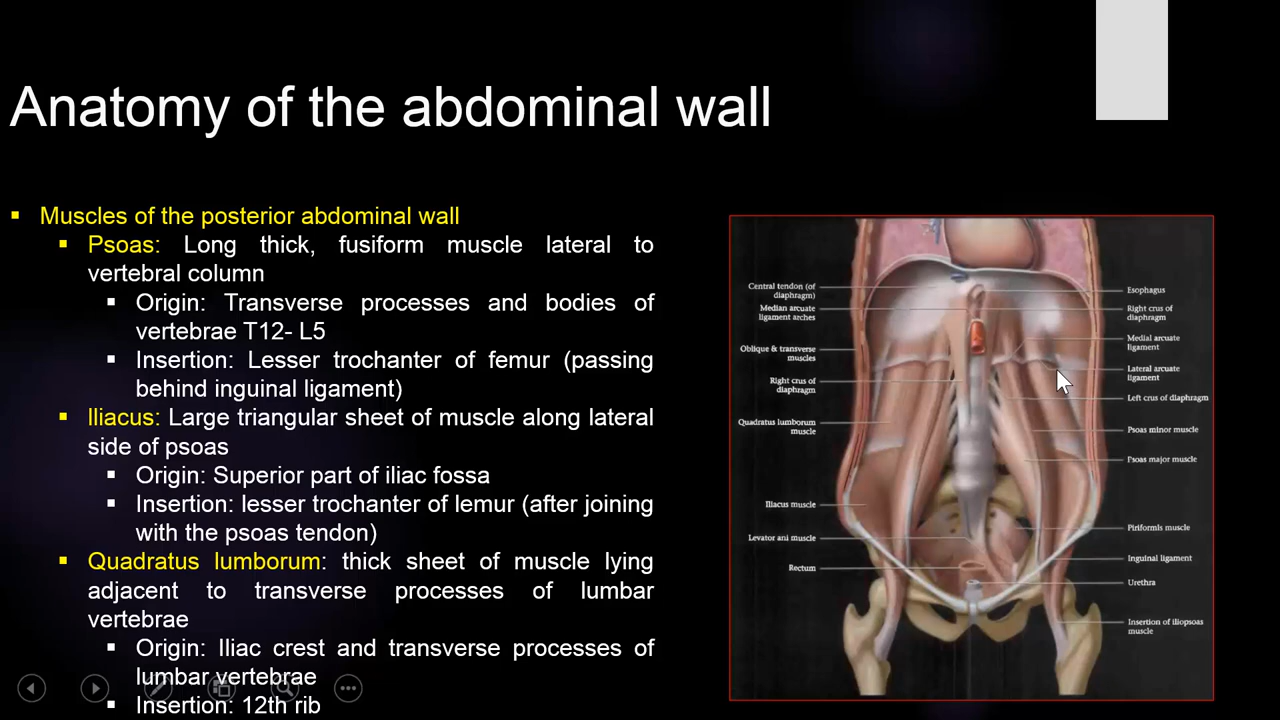 Anatomy of the abdominal wall
Muscles of the posterior abdominal wall
Psoas: Long thick, fusiform muscle lateral to
vertebral column
Origin: Transverse processes and bodies of
vertebrae T12- L5
Insertion: Lesser trochanter of femur (passing
behind inguinal ligament)
Iliacus: Large triangular sheet of muscle along lateral
side of psoas
Origin: Superior part of iliac fossa
Insertion: lesser trochanter of lemur (after joining
with the psoas tendon)
Quadratus lumborum: thick sheet of muscle lying
adjacent to transverse processes of lumbar
vertebrae
Origin: Iliac crest and transverse processes of
lumbar vertebrae
Insertion: 12th rib
Central tendon (of
diaphragm)
Median arcuate
ligament arches
Oblique & transverse
muscles
Right crus of
diaphragm
Quadratus lumborum
muscle
Iliacus muscle
Levator ani muscle
Rectum
Esophagus
Right crus of
diaphragm
Medial arcuate
ligament
Lateral arcuate
ligament
Left crus of diaphragm
Psoas minor muscle
Psoas major muscle
Piriformis muscle
Inguinal ligament
Urethra
Insertion of iliopsoas
muscle